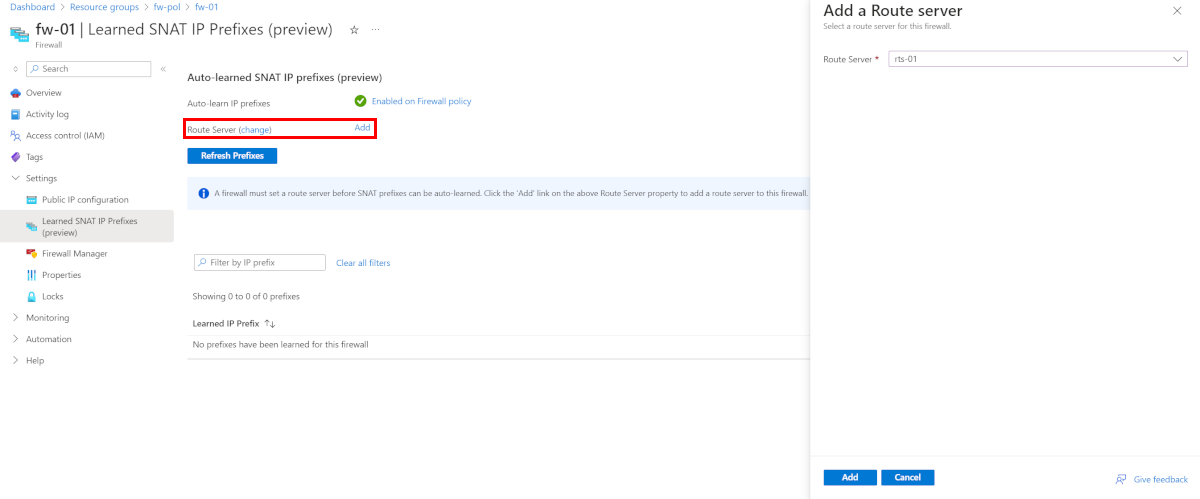 Dashboard > Resource groups > fw-pol > fw-01
fw-01 | Learned SNAT IP Prefixes (preview) ☆ ...
Firewall
Search «
Overview
Activity log
Access control (IAM)
Tags
Settings
Public IP configuration
Learned SNAT IP Prefixes
(preview)
Firewall Manager
Properties
Locks
Monitoring
Automation
Help
Auto-learned SNAT IP prefixes (preview)
Auto-learn IP prefixes Enabled on Firewall policy
Route Server (change) Add
Refresh Prefixes
A firewall must set a route server before SNAT prefixes can be auto-learned. Click the 'Add' link on the above Route Server property to add a route server to this firewall.
Filter by IP prefix Clear all filters
Showing 0 to 0 of 0 prefixes
Learned IP Prefix ↑↓
No prefixes have been learned for this firewall
Add a Route server
Select a route server for this firewall.
Route Server * rts-01
Add Cancel Give feedback